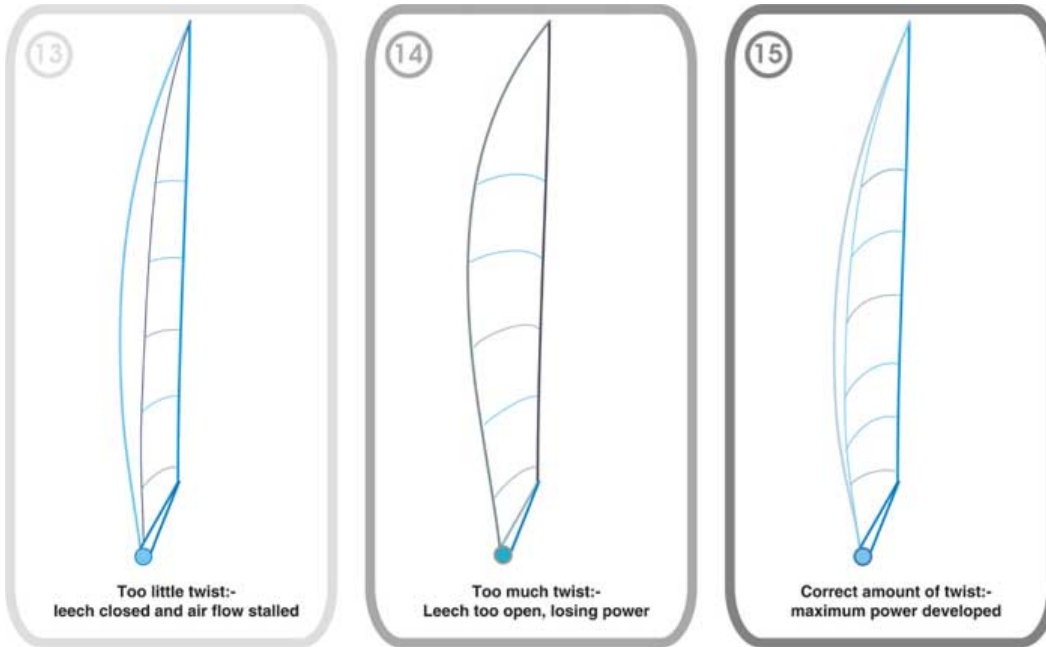 13
Too little twist:-
leech closed and air flow stalled
14
Too much twist:-
Leech too open, losing power
15
Correct amount of twist:-
maximum power developed